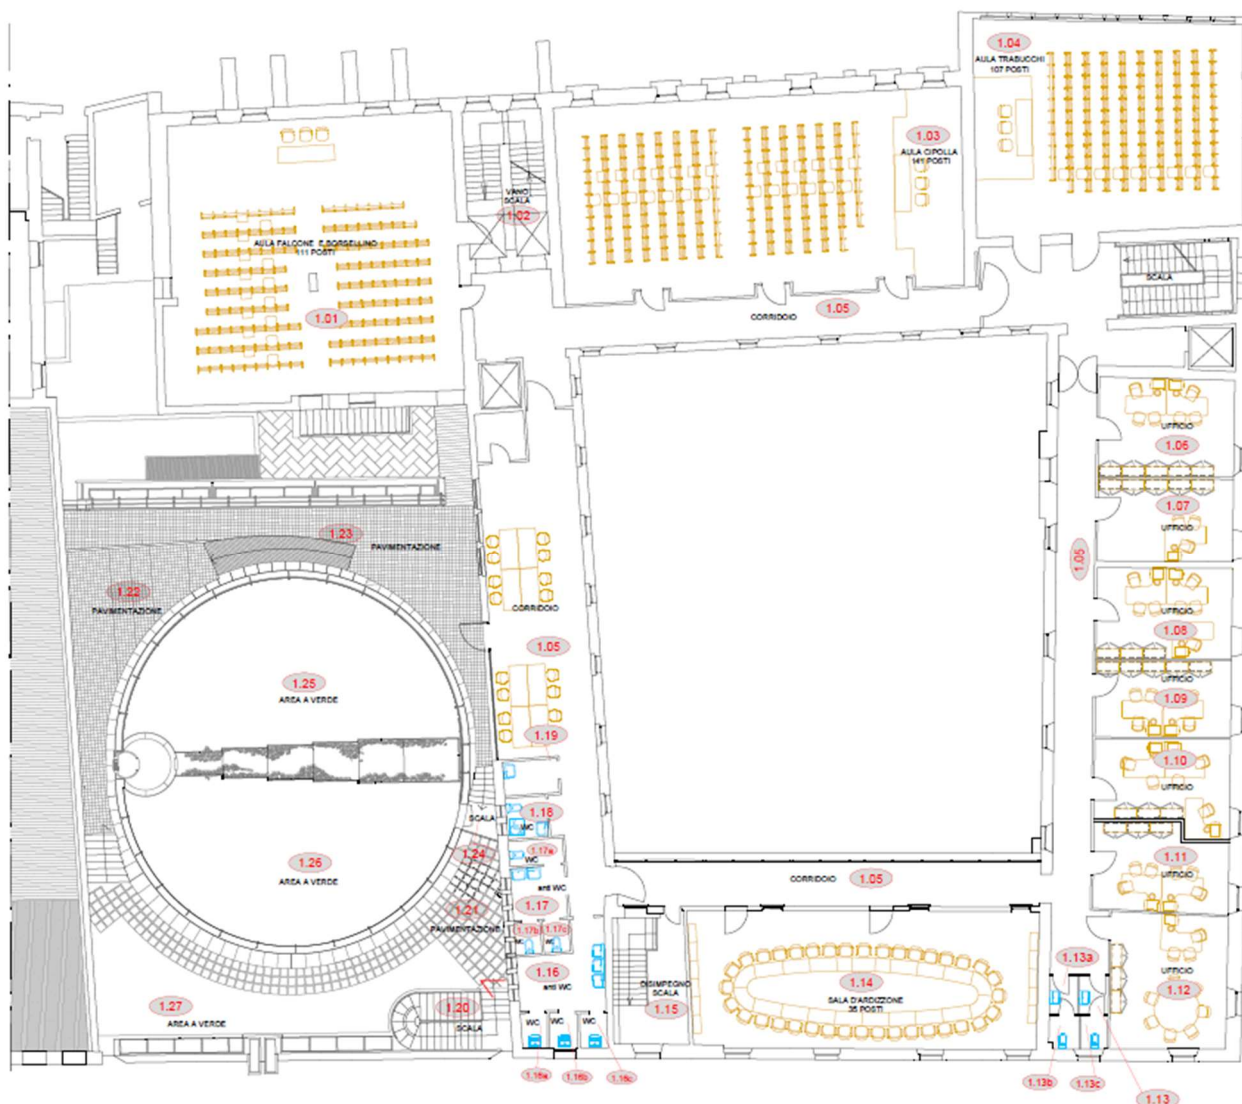 1.04
AULA TRABUCCHI
107 POSTI
1.03
AULA CIPOLLA
141 POSTI
VANO
SCALA
1.02
AULA FALCONE E BORSELLINO
111 POSTI
1.01
SCALA
CORRIDOIO
1.05
UFFICIO
1.06
1.07
UFFICIO
1.05
1.23
PAVIMENTAZIONE
1.22
PAVIMENTAZIONE
CORRIDOIO
1.05
UFFICIO
1.08
UFFICIO
1.09
1.25
AREA A VERDE
1.19
1.10
UFFICIO
1.18
WC
SCALA
1.24
1.17a
WC
anti WC
1.26
AREA A VERDE
CORRIDOIO
1.05
1.11
UFFICIO
1.17
1.21
PAVIMENTAZIONE
1.17b
1.17c
1.16
anti WC
DISIMPEGNO
SCALA
1.15
1.14
SALA D'ARDIZZONE
35 POSTI
1.13a
UFFICIO
1.12
1.27
AREA A VERDE
1.20
SCALA
WC
WC
WC
1.16a
1.16b
1.16c
1.13b
1.13c
1.13